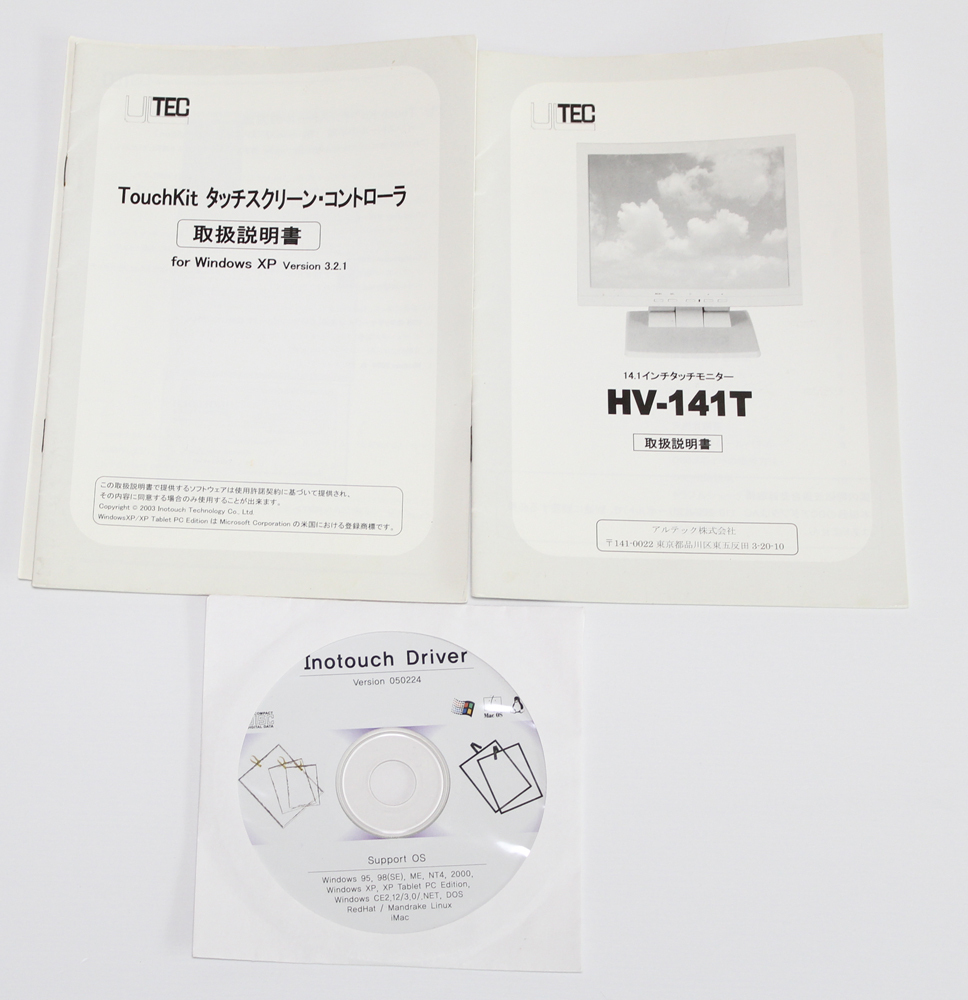 TEC
TouchKit タッチスクリーン・コントローラ
取扱説明書
for Windows XP Version 3.2.1
この取扱説明書で提供するソフトウェアは使用許諾契約に基づいて提供され、
その内容に同意する場合のみ使用することが出来ます。
Copyright © 2003 Inotouch Technology Co., Ltd
WindowsXP/XP Tablet PC Edition は Microsoft Corporation の米国における登録商標です。
TEC
14.1インチタッチモニター
HV-141T
取扱説明書
アルテック株式会社
〒141-0022 東京都品川区東五反田 3-20-10
Inotouch Driver
Version 050224
Mac OS
COMPACT
DIGITAL DATA
Support OS
Windows 95, 98(SE), ME, NT4, 2000,
Windows XP, XP Tablet PC Edition,
Windows CE2.12/3.0/.NET, DOS
RedHat / Mandrake Linux
iMac